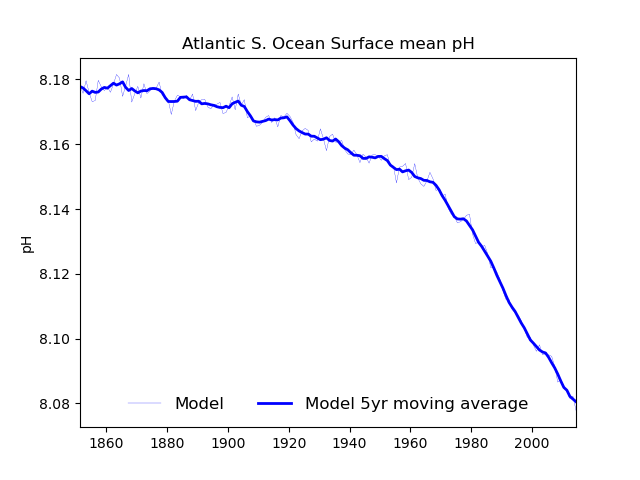 Atlantic S. Ocean Surface mean pH
8.18
8.16
8.14
8.12
8.10
8.08
pH
Model
Model 5yr moving average
1860 1880 1900 1920 1940 1960 1980 2000